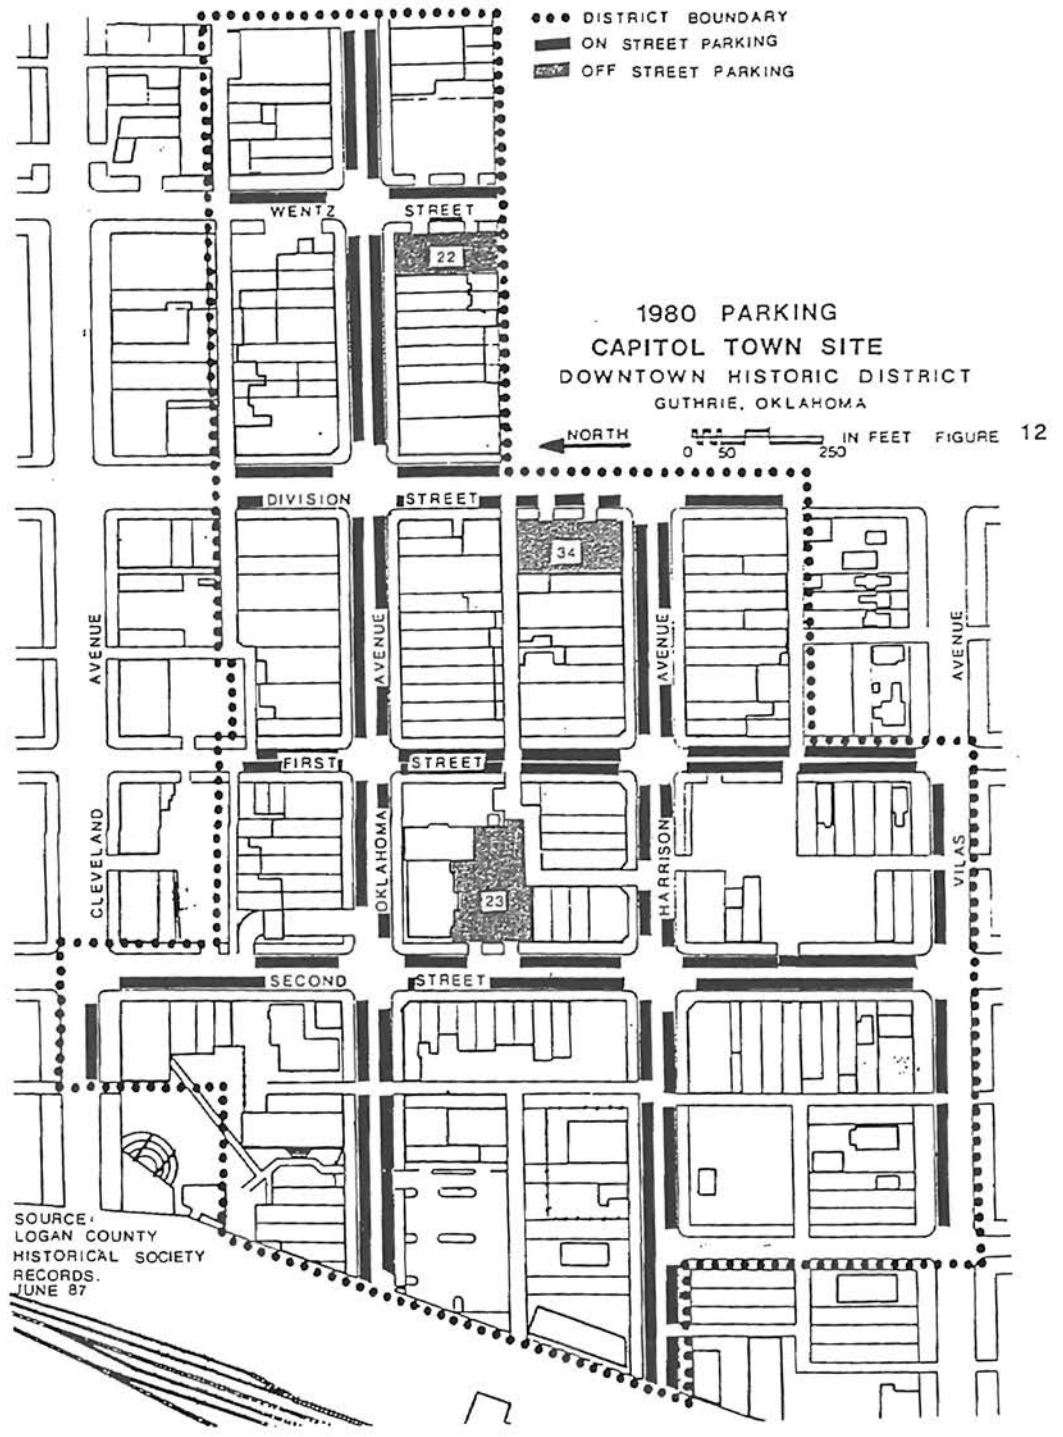 DISTRICT BOUNDARY
ON STREET PARKING
OFF STREET PARKING
WENTZ STREET
22
1980 PARKING
CAPITOL TOWN SITE
DOWNTOWN HISTORIC DISTRICT
GUTHRIE, OKLAHOMA
NORTH
0 50 250 IN FEET FIGURE 12
DIVISION STREET
34
AVENUE
AVENUE
AVENUE
AVENUE
FIRST STREET
CLEVELAND
OKLAHOMA
HARRISON
VILAS
23
SECOND STREET
SOURCE:
LOGAN COUNTY
HISTORICAL SOCIETY
RECORDS.
JUNE 87